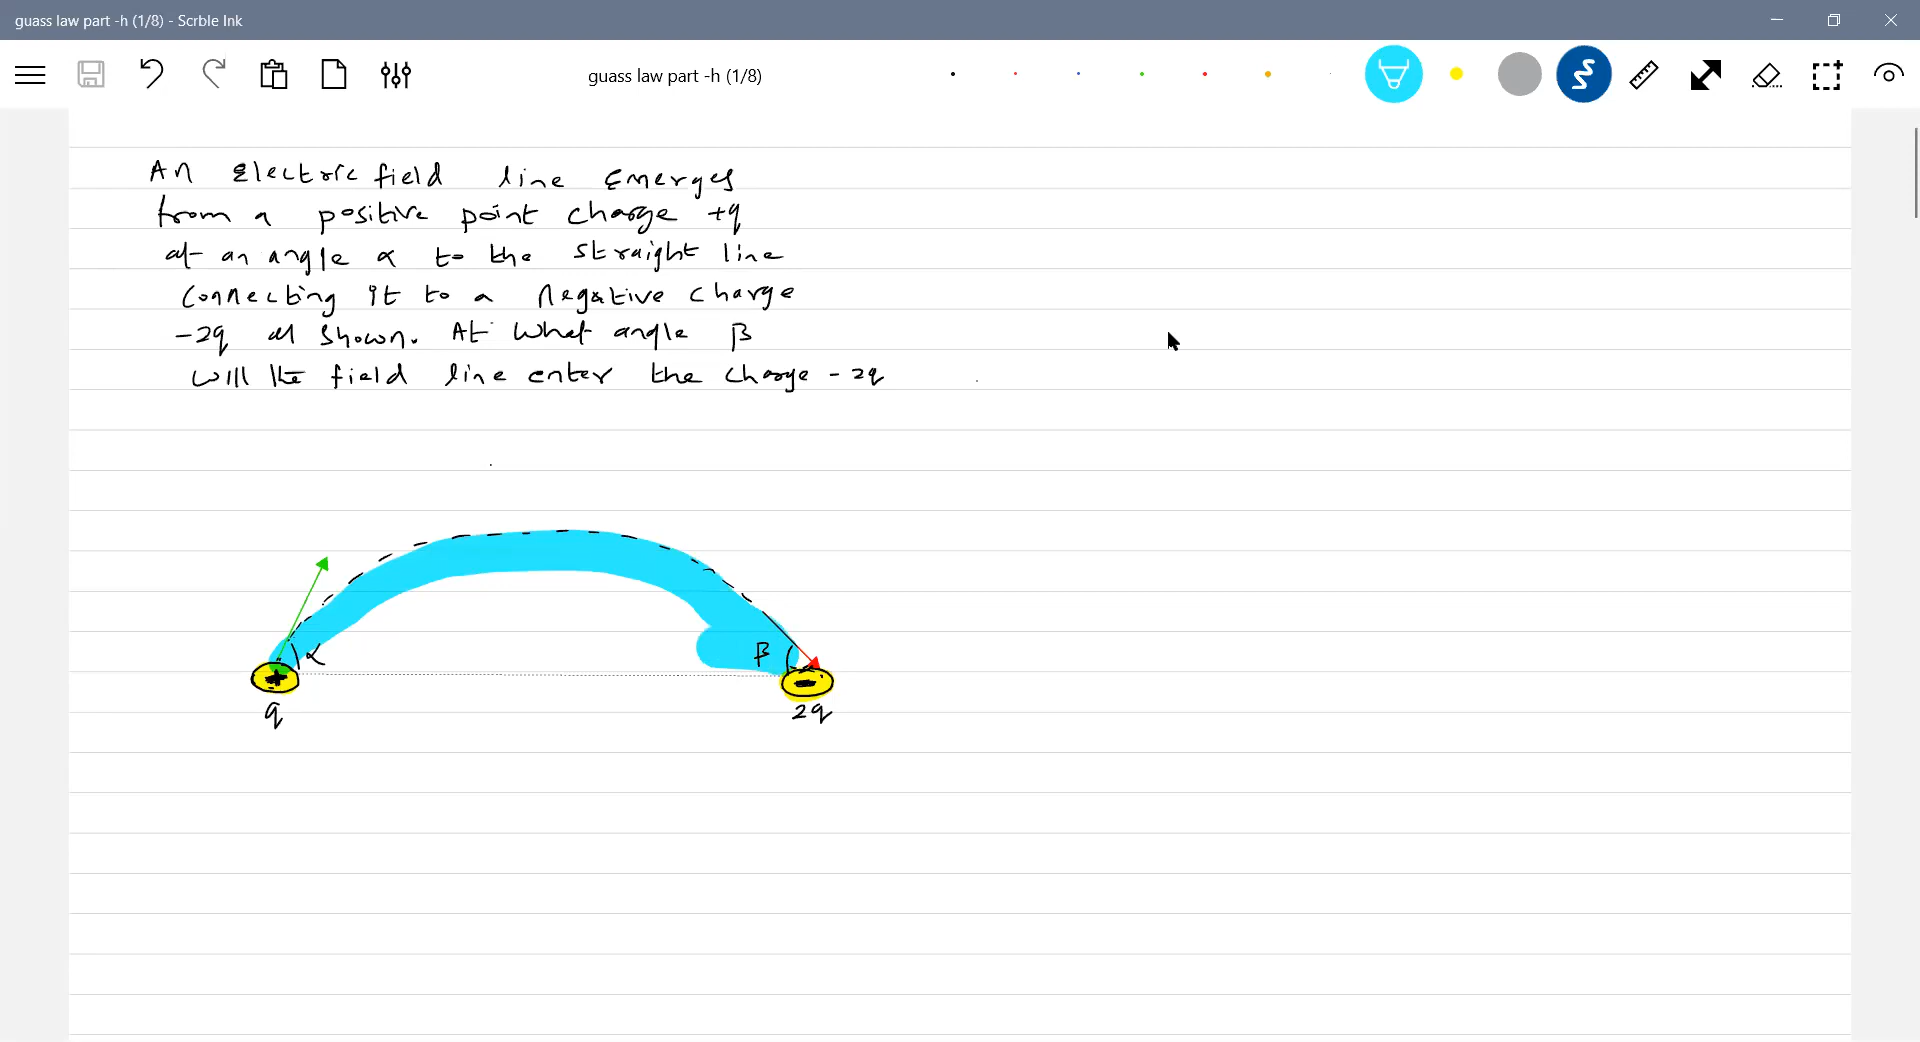 guass law part -h (1/8) - Scrble Ink
guass law part -h (1/8)
An Electric field line Emerges
from a positive point charge +q
at an angle α to the straight line
connecting it to a negative charge
-2q as shown. At what angle β
will the field line enter the charge -2q
α
β
+
-
q
2q